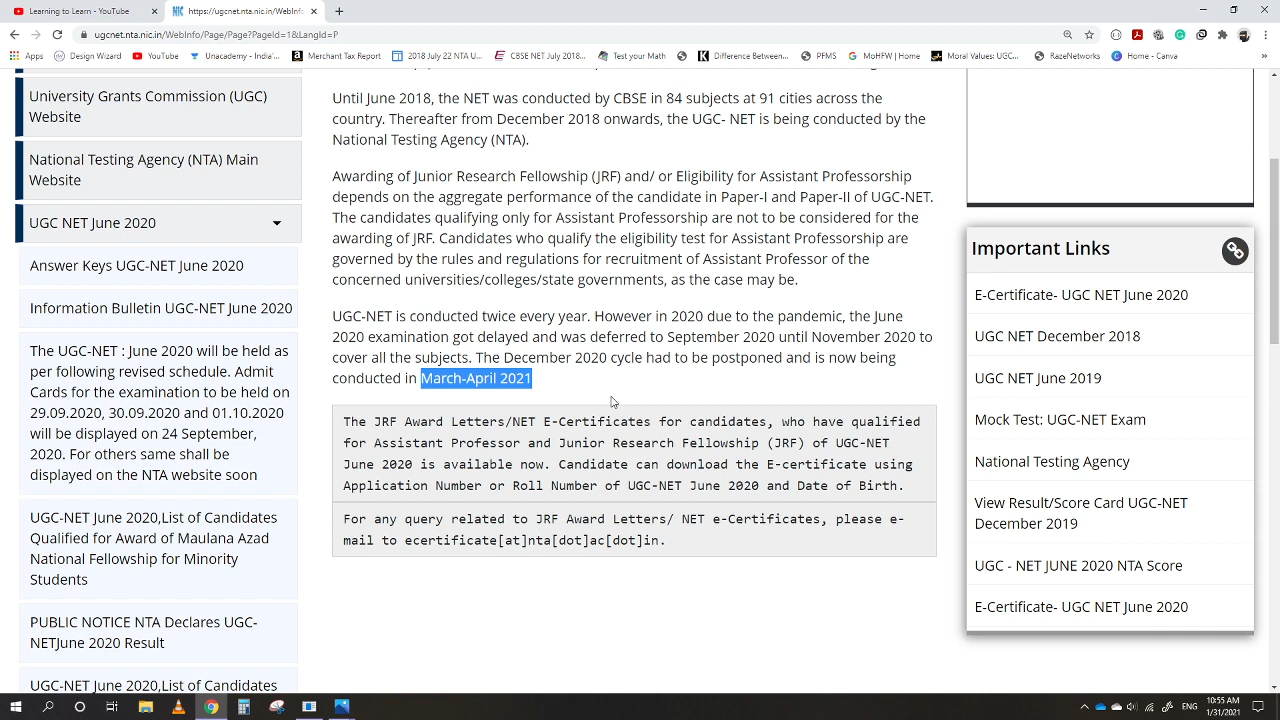 Learning to Learn - YouTube
https://ugcnet.nta.nic.in/WebInfo
ugcnet.nta.nic.in/WebInfo/Page/Page?PageId=1&LangId=P
Apps
Design Wizard
YouTube
Unacademy - India'...
Merchant Tax Report
2018 July 22 NTA U...
CBSE NET July 2018...
Test your Math
Difference Between...
PFMS
MoHFW | Home
Moral Values: UGC...
RazeNetworks
Home - Canva
University Grants Commission (UGC)
Website
National Testing Agency (NTA) Main
Website
UGC NET June 2020
Answer Keys UGC-NET June 2020
Information Bulletin UGC-NET June 2020
The UGC-NET : June 2020 will be held as
per following revised schedule. Admit
Cards for the examination to be held on
29.09.2020, 30.09.2020 and 01.10.2020
will be displayed on 24 September,
2020. For others same shall be
displayed on the NTA website soon
UGC-NET June 2020,List of Candidates
Qualified for Award of Maulana Azad
National Fellowship for Minority
Students
PUBLIC NOTICE NTA Declares UGC-
NETJune 2020 Result
UGC-NET June 2020,List of Candidates
Until June 2018, the NET was conducted by CBSE in 84 subjects at 91 cities across the
country. Thereafter from December 2018 onwards, the UGC- NET is being conducted by the
National Testing Agency (NTA).
Awarding of Junior Research Fellowship (JRF) and/ or Eligibility for Assistant Professorship
depends on the aggregate performance of the candidate in Paper-I and Paper-II of UGC-NET.
The candidates qualifying only for Assistant Professorship are not to be considered for the
awarding of JRF. Candidates who qualify the eligibility test for Assistant Professorship are
governed by the rules and regulations for recruitment of Assistant Professor of the
concerned universities/colleges/state governments, as the case may be.
UGC-NET is conducted twice every year. However in 2020 due to the pandemic, the June
2020 examination got delayed and was deferred to September 2020 until November 2020 to
cover all the subjects. The December 2020 cycle had to be postponed and is now being
conducted in March-April 2021
The JRF Award Letters/NET E-Certificates for candidates, who have qualified
for Assistant Professor and Junior Research Fellowship (JRF) of UGC-NET
June 2020 is available now. Candidate can download the E-certificate using
Application Number or Roll Number of UGC-NET June 2020 and Date of Birth.
For any query related to JRF Award Letters/ NET e-Certificates, please e-
mail to ecertificate[at]nta[dot]ac[dot]in.
Important Links
E-Certificate- UGC NET June 2020
UGC NET December 2018
UGC NET June 2019
Mock Test: UGC-NET Exam
National Testing Agency
View Result/Score Card UGC-NET
December 2019
UGC - NET JUNE 2020 NTA Score
E-Certificate- UGC NET June 2020
ENG
10:55 AM
1/31/2021